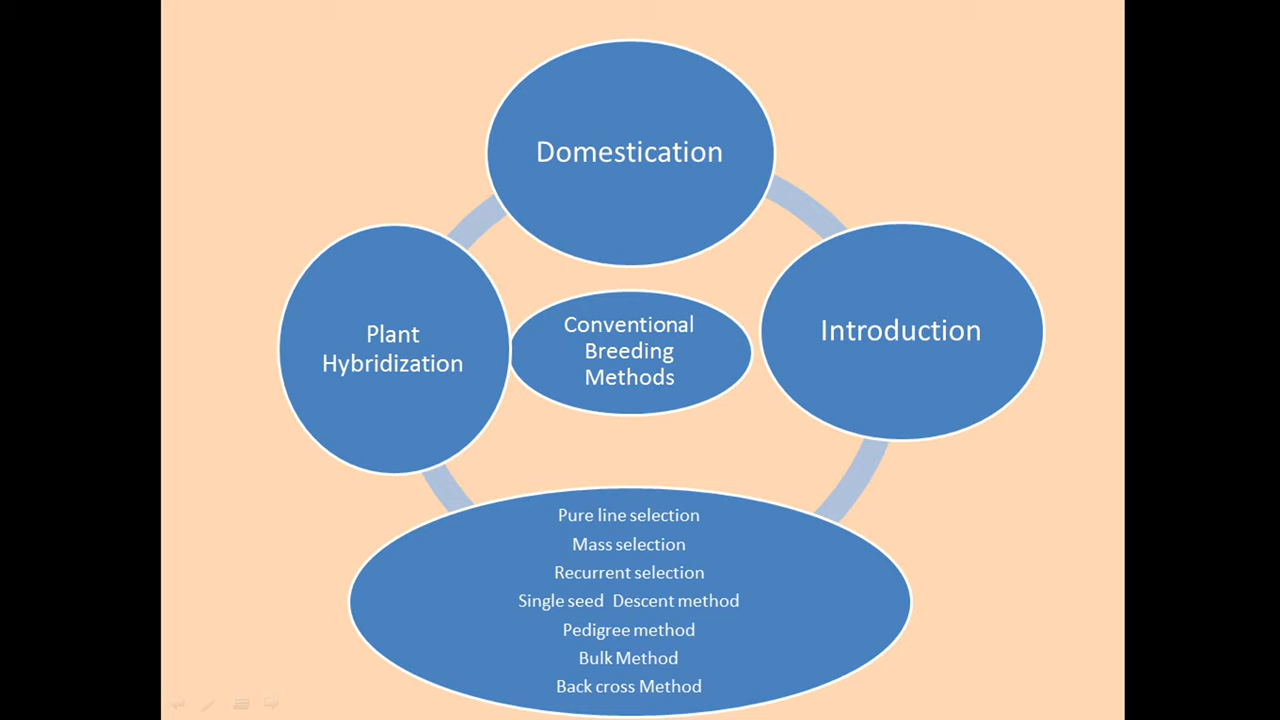 Domestication
Plant
Hybridization
Conventional
Breeding
Methods
Introduction
Pure line selection
Mass selection
Recurrent selection
Single seed  Descent method
Pedigree method
Bulk Method
Back cross Method